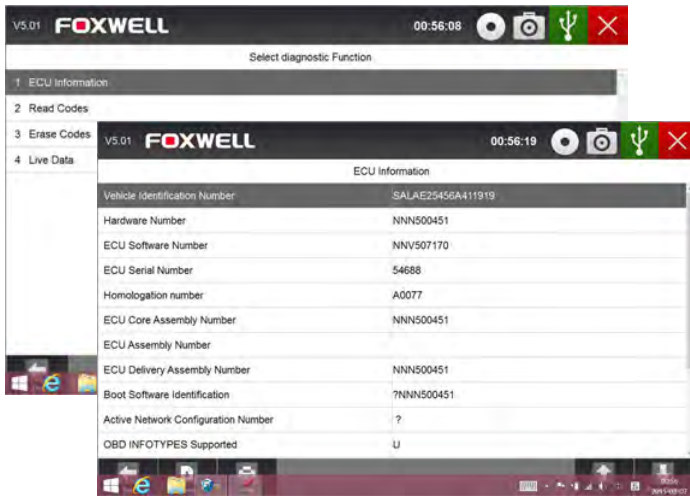 V5.01 FOXWELL 00:56:08
Select diagnostic Function
1 ECU Information
2 Read Codes
3 Erase Codes
4 Live Data
V5.01 FOXWELL 00:56:19
ECU Information
Vehicle Identification Number SALAE25456A411919
Hardware Number NNN500451
ECU Software Number NNV507170
ECU Serial Number 54688
Homologation number A0077
ECU Core Assembly Number NNN500451
ECU Assembly Number
ECU Delivery Assembly Number NNN500451
Boot Software Identification ?NNN500451
Active Network Configuration Number ?
OBD INFOTYPES Supported U